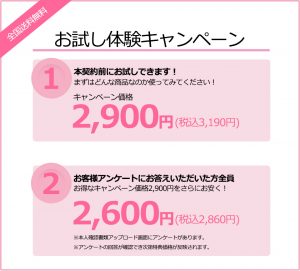 全国送料無料
お試し体験キャンペーン
1
本契約前にお試しできます！
まずはどんな商品なのか使ってみてください！
キャンペーン価格
2,900円(税込3,190円)
2
お客様アンケートにお答えいただいた方全員
お得なキャンペーン価格2,900円をさらにお安く！
2,600円(税込2,860円)
※本人確認書類アップロード画面にアンケートがあります。
※アンケートの回答が確認でき次第特典価格が反映されます。